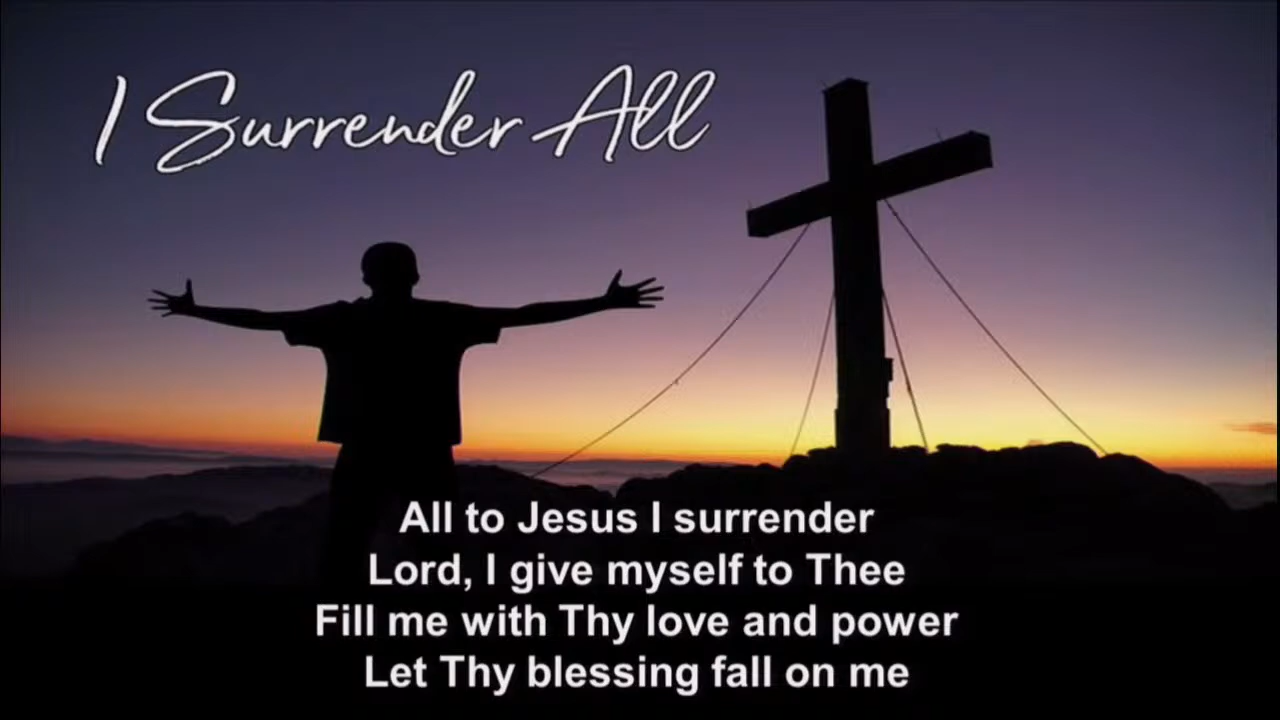 I Surrender All
All to Jesus I surrender
Lord, I give myself to Thee
Fill me with Thy love and power
Let Thy blessing fall on me